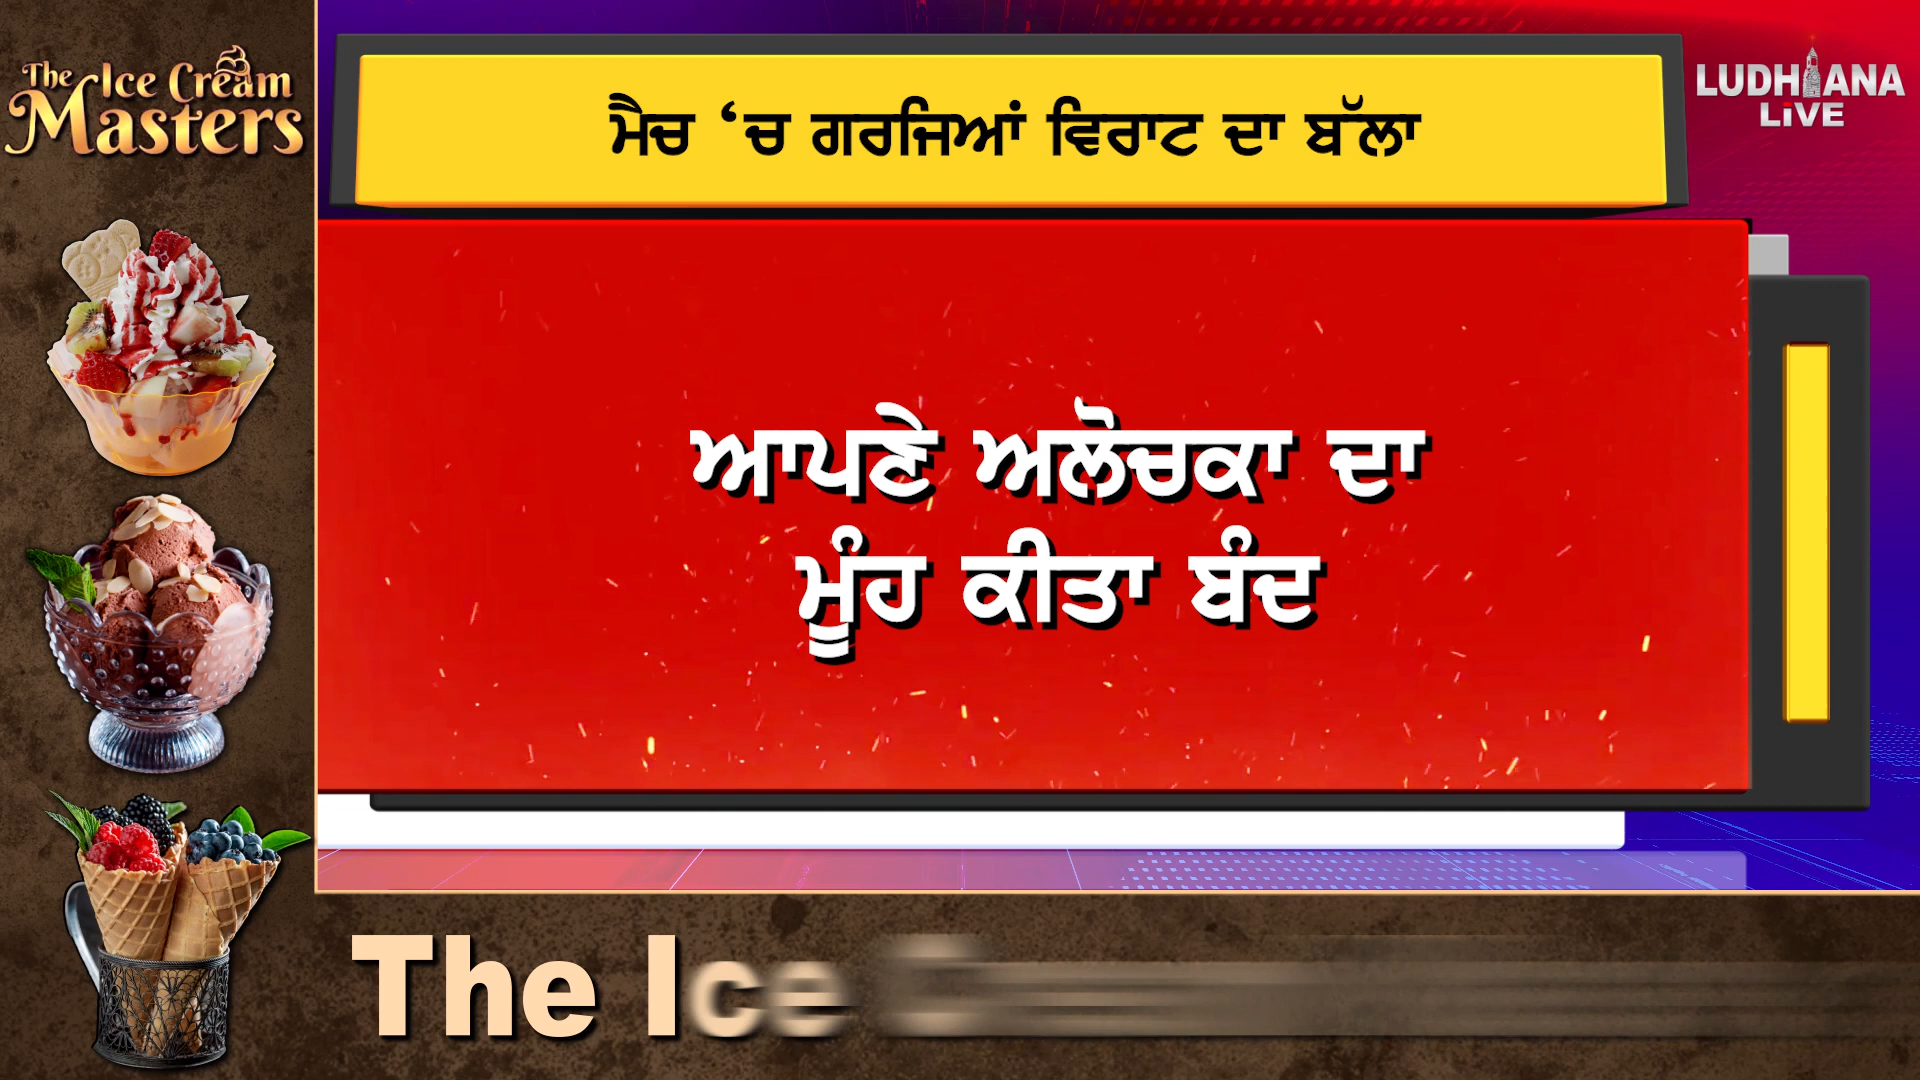 The Ice Cream
Masters
ਮੈਚ ‘ਚ ਗਰਜਿਆਂ ਵਿਰਾਟ ਦਾ ਬੱਲਾ
LUDHIANA
LiVE
ਆਪਣੇ ਅਲੋਚਕਾ ਦਾ
ਮੂੰਹ ਕੀਤਾ ਬੰਦ
The Ice